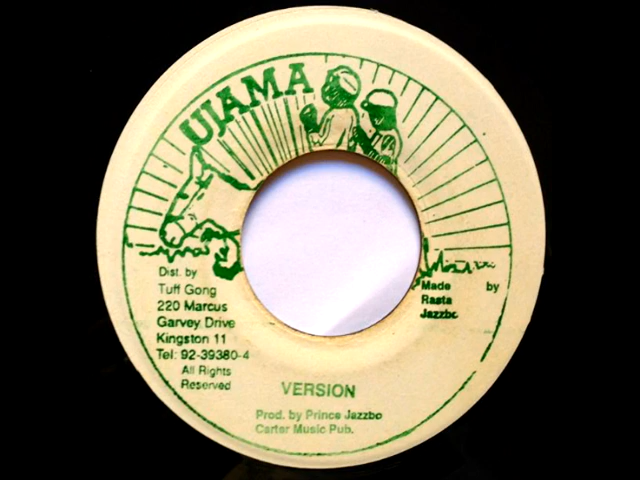 UJAMA
Dist. by
Tuff Gong
220 Marcus
Garvey Drive
Kingston 11
Tel: 92-39380-4
All Rights
Reserved
Made by
Rasta
Jazzbo
VERSION
Prod. by Prince Jazzbo
Carter Music Pub.